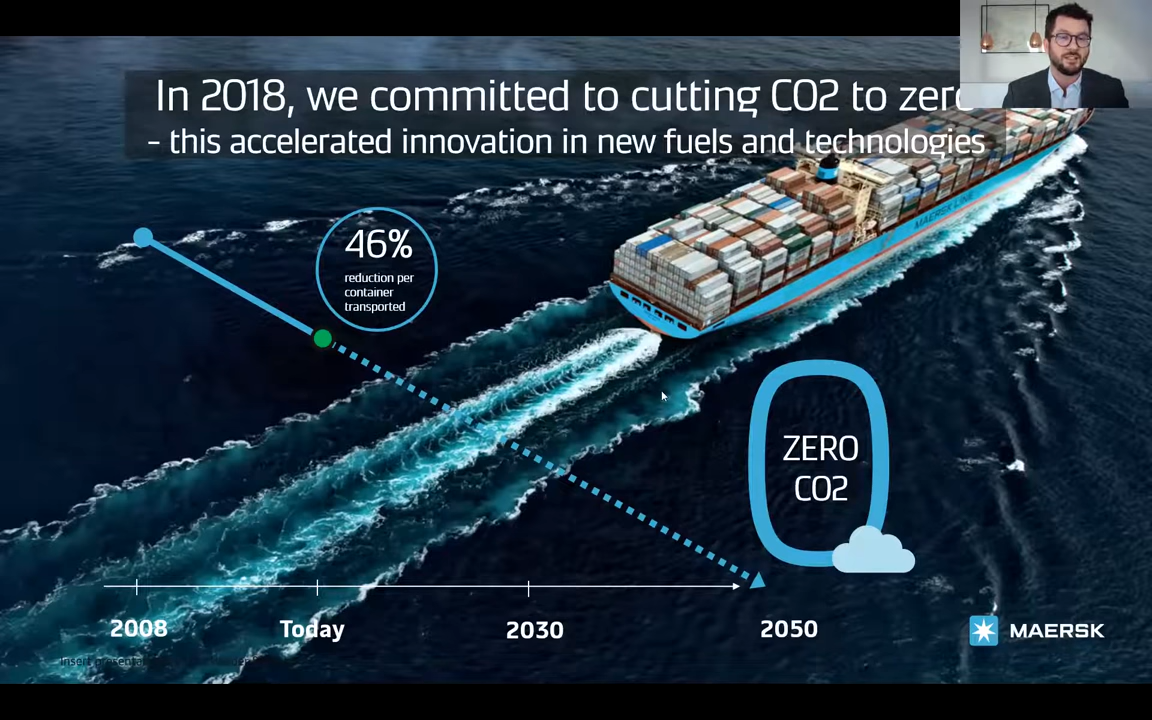 In 2018, we committed to cutting CO2 to zero
- this accelerated innovation in new fuels and technologies
46%
reduction per
container
transported
MAERSK LINE
ZERO
CO2
2008
Today
2030
2050
MAERSK
Insert